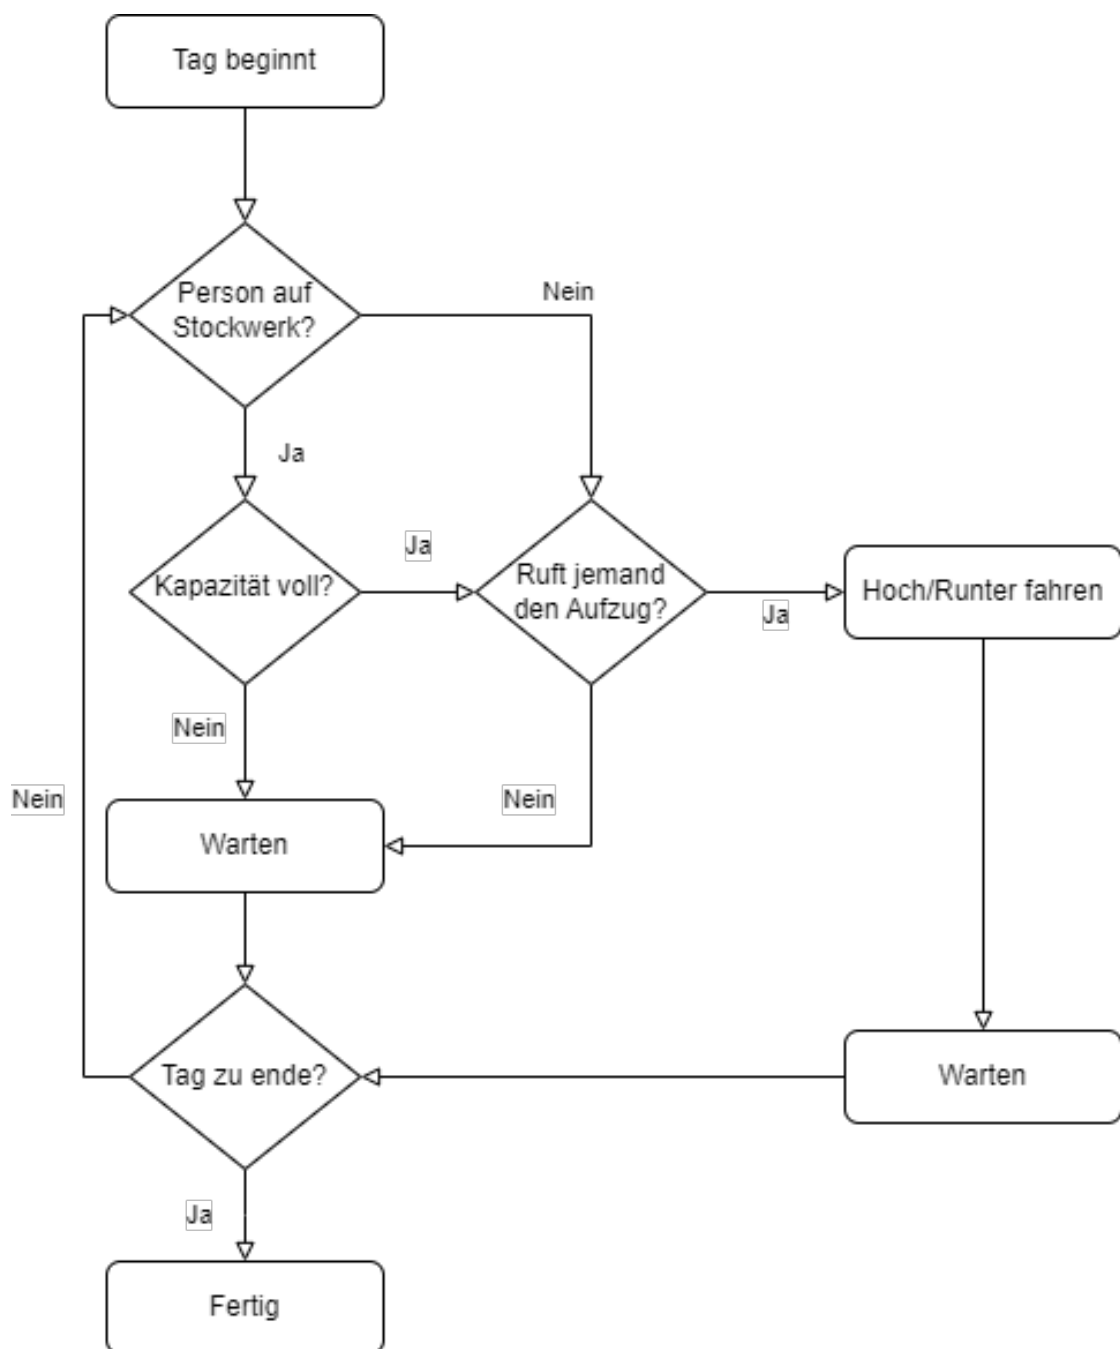 Tag beginnt
Person auf
Stockwerk?
Nein
Ja
Kapazität voll?
Ja
Ruft jemand
den Aufzug?
Ja
Hoch/Runter fahren
Nein
Nein
Nein
Warten
Tag zu ende?
Warten
Ja
Fertig